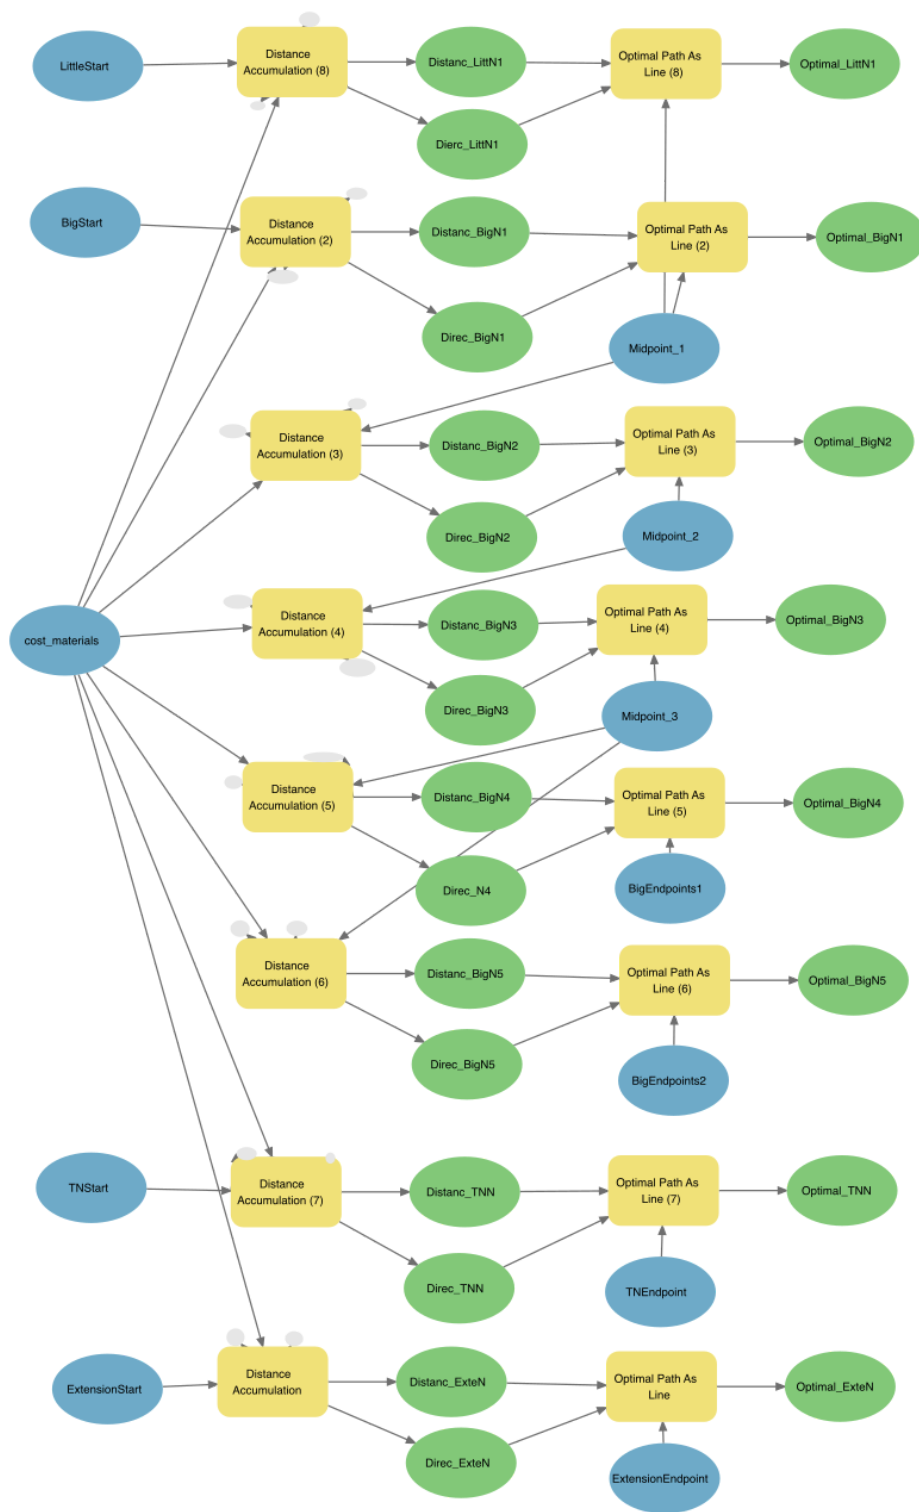 LittleStart
Distance
Accumulation (8)
Distanc_LittN1
Optimal Path As
Line (8)
Optimal_LittN1
Dierc_LittN1
BigStart
Distance
Accumulation (2)
Distanc_BigN1
Optimal Path As
Line (2)
Optimal_BigN1
Direc_BigN1
Midpoint_1
Distance
Accumulation (3)
Distanc_BigN2
Optimal Path As
Line (3)
Optimal_BigN2
Direc_BigN2
Midpoint_2
cost_materials
Distance
Accumulation (4)
Distanc_BigN3
Optimal Path As
Line (4)
Optimal_BigN3
Direc_BigN3
Midpoint_3
Distance
Accumulation (5)
Distanc_BigN4
Optimal Path As
Line (5)
Optimal_BigN4
Direc_N4
BigEndpoints1
Distance
Accumulation (6)
Distanc_BigN5
Optimal Path As
Line (6)
Optimal_BigN5
Direc_BigN5
BigEndpoints2
TNStart
Distance
Accumulation (7)
Distanc_TNN
Optimal Path As
Line (7)
Optimal_TNN
Direc_TNN
TNEndpoint
ExtensionStart
Distance
Accumulation
Distanc_ExteN
Optimal Path As
Line
Optimal_ExteN
Direc_ExteN
ExtensionEndpoint